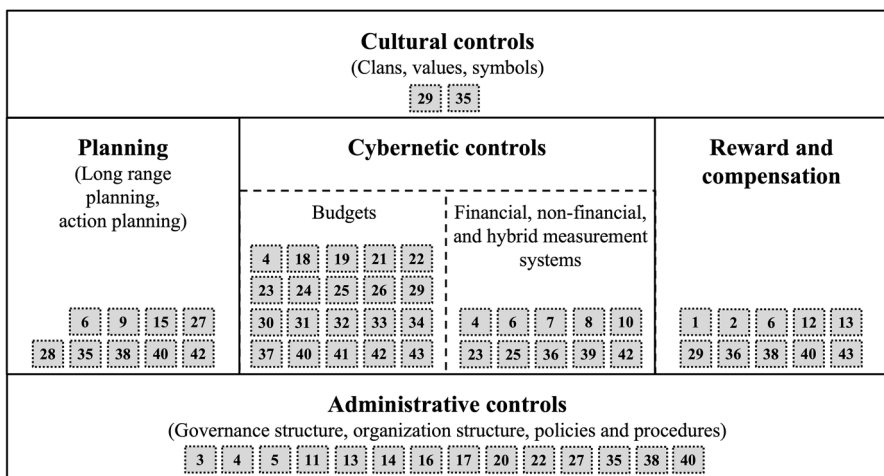 Cultural controls
(Clans, values, symbols)
29 35
Planning
(Long range
planning,
action planning)
6 9 15 27
28 35 38 40 42
Cybernetic controls
Budgets
4 18 19 21 22
23 24 25 26 29
30 31 32 33 34
37 40 41 42 43
Financial, non-financial,
and hybrid measurement
systems
4 6 7 8 10
23 25 36 39 42
Reward and
compensation
1 2 6 12 13
29 36 38 40 43
Administrative controls
(Governance structure, organization structure, policies and procedures)
3 4 5 11 13 14 16 17 20 22 27 35 38 40